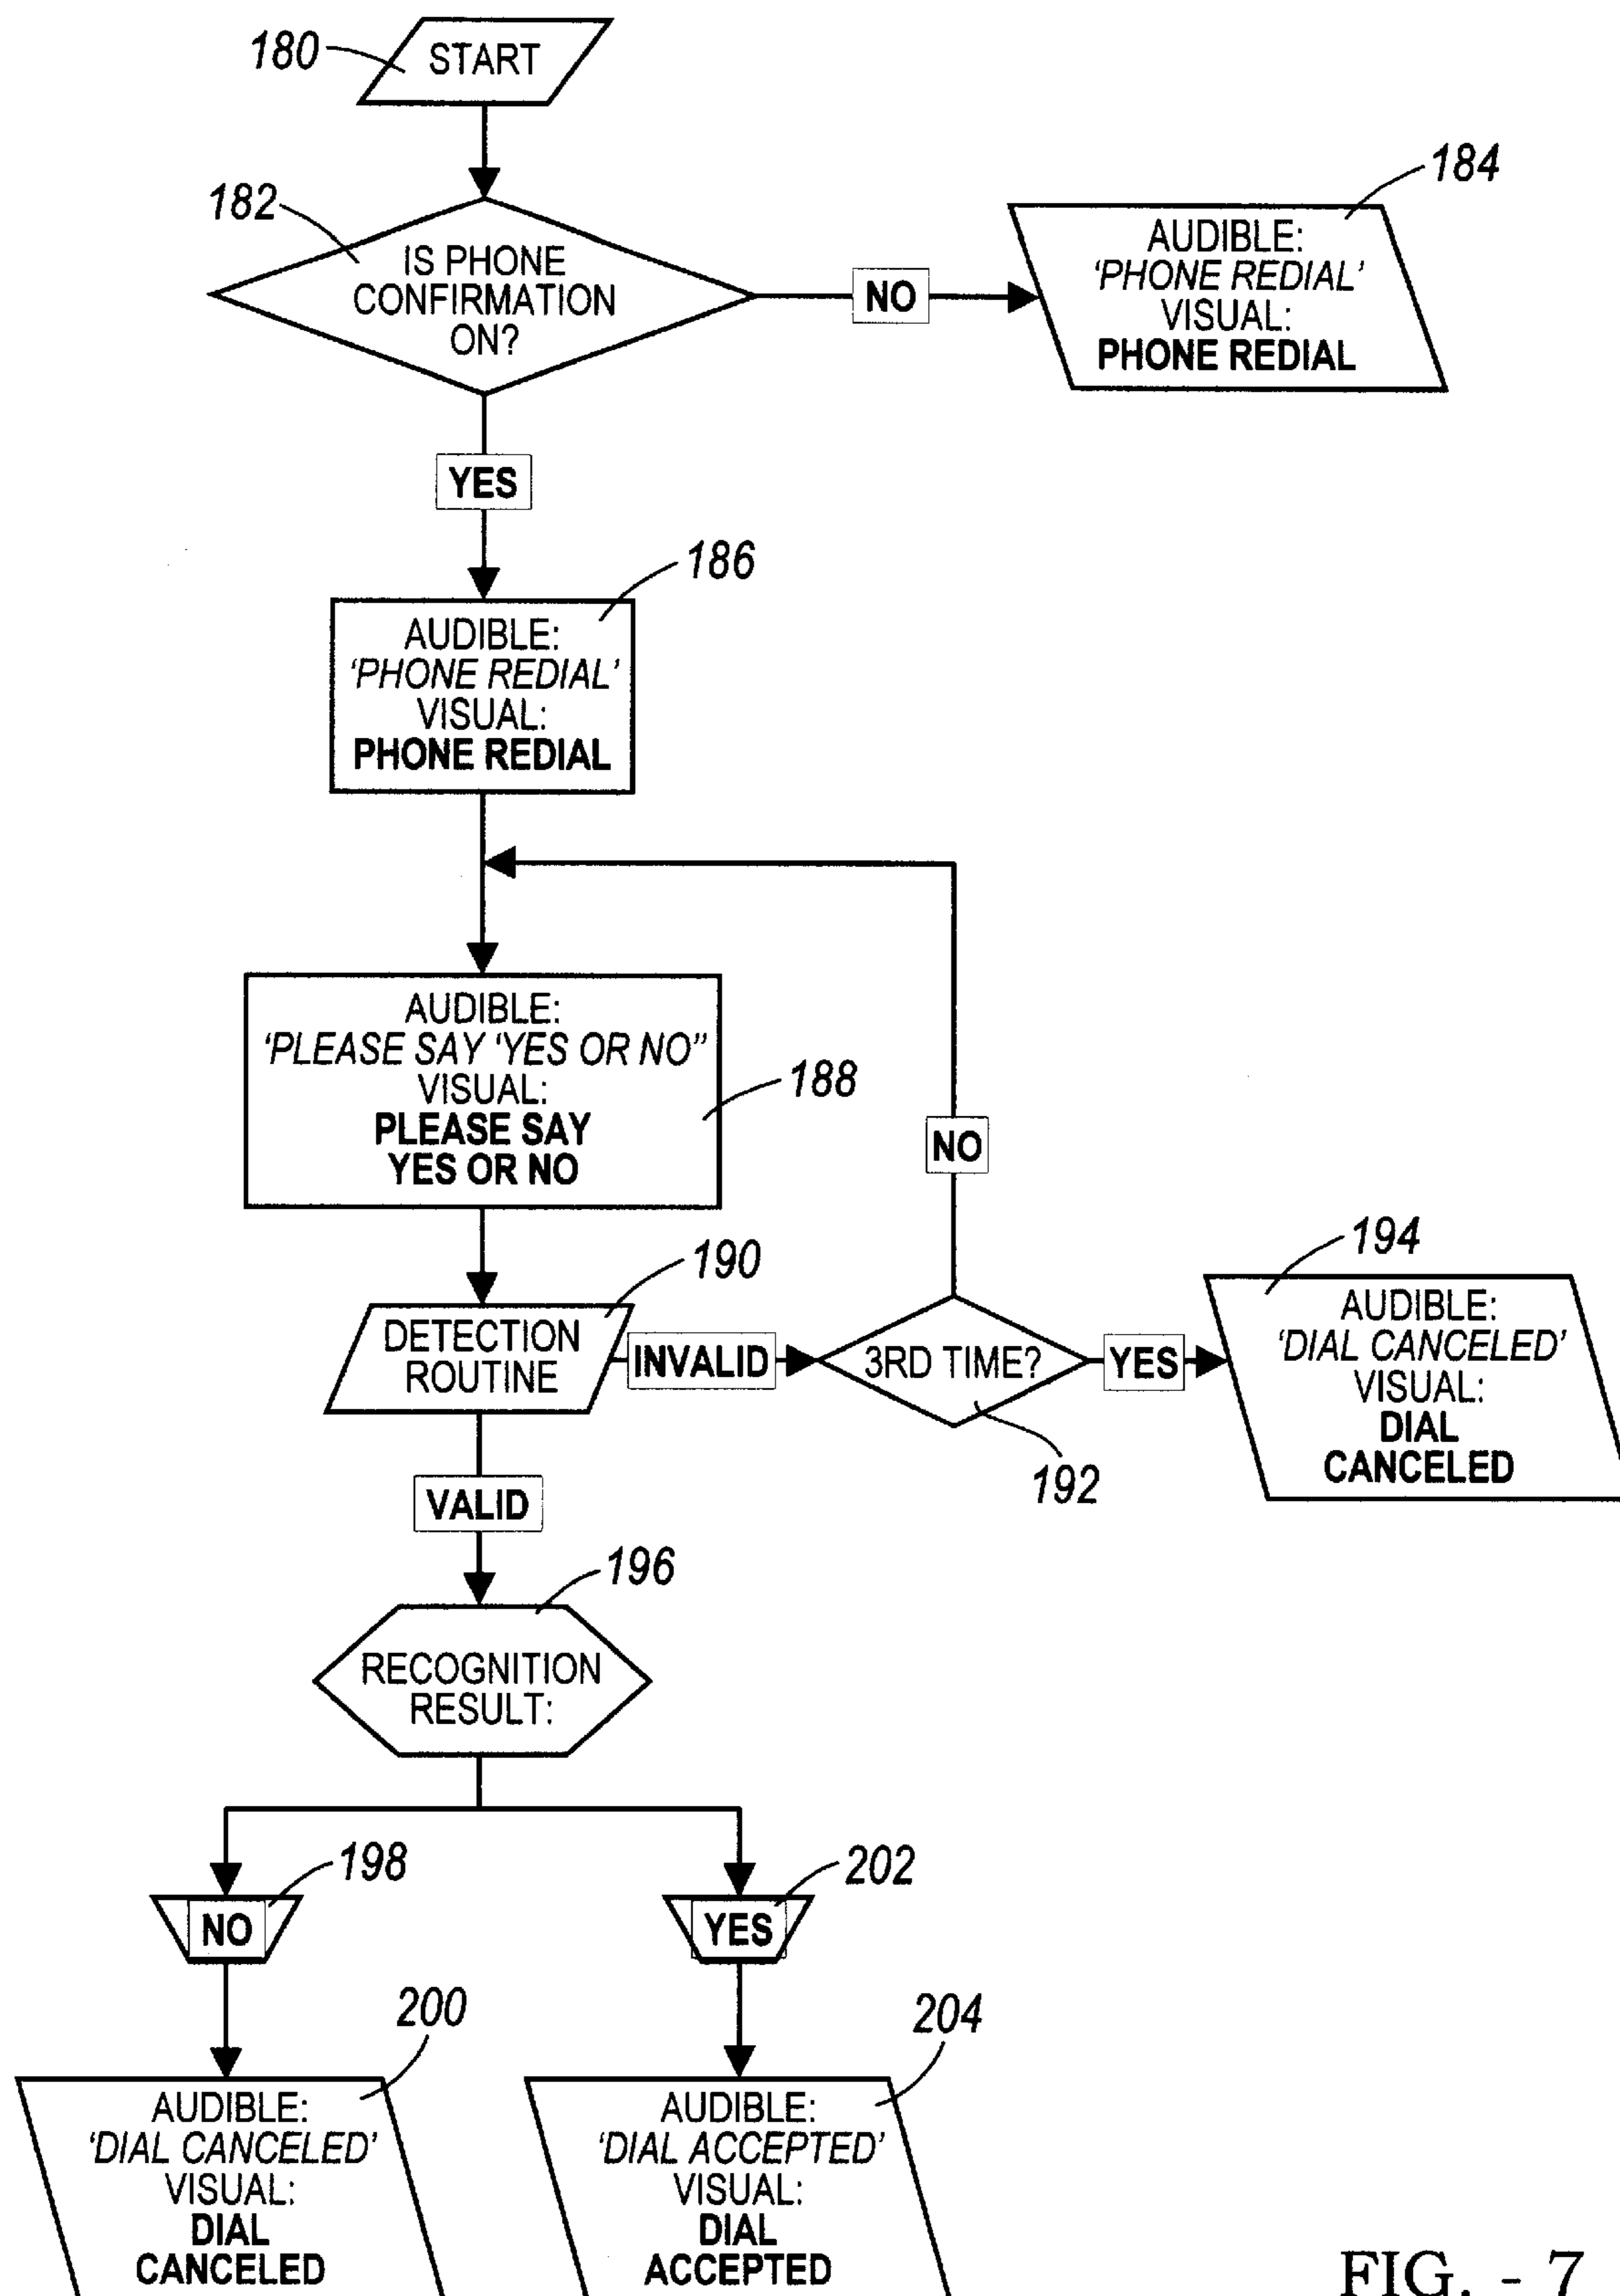 180
START
182
IS PHONE
CONFIRMATION
ON?
NO
184
AUDIBLE:
'PHONE REDIAL'
VISUAL:
PHONE REDIAL
YES
186
AUDIBLE:
'PHONE REDIAL'
VISUAL:
PHONE REDIAL
188
AUDIBLE:
'PLEASE SAY 'YES OR NO''
VISUAL:
PLEASE SAY
YES OR NO
NO
190
DETECTION
ROUTINE
INVALID
3RD TIME?
192
YES
194
AUDIBLE:
'DIAL CANCELED'
VISUAL:
DIAL
CANCELED
VALID
196
RECOGNITION
RESULT:
198
NO
202
YES
200
AUDIBLE:
'DIAL CANCELED'
VISUAL:
DIAL
CANCELED
204
AUDIBLE:
'DIAL ACCEPTED'
VISUAL:
DIAL
ACCEPTED
FIG. - 7